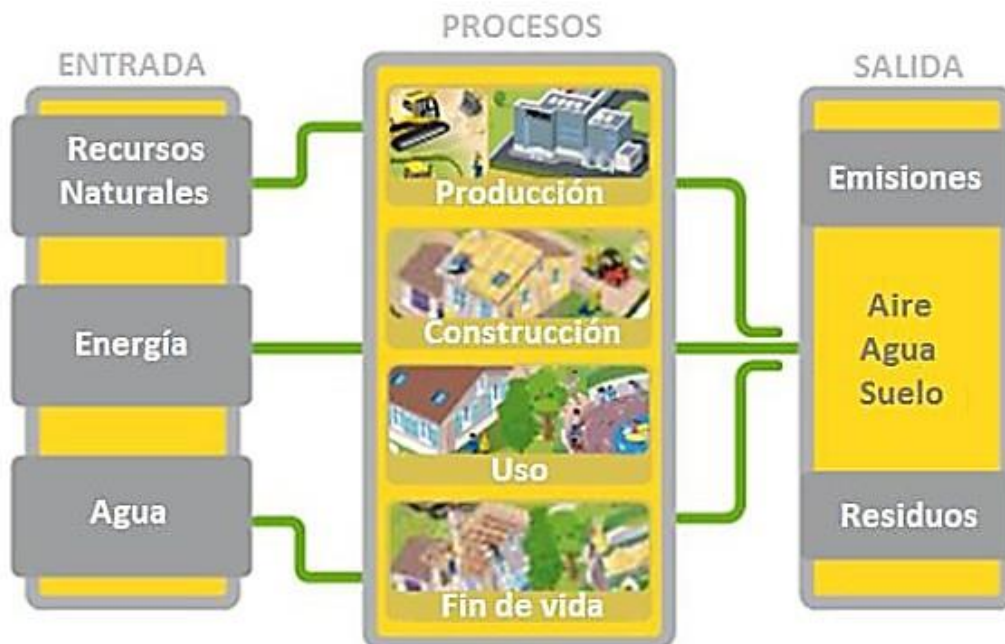 ENTRADA
Recursos
Naturales
Energía
Agua
PROCESOS
Producción
Construcción
Uso
Fin de vida
SALIDA
Emisiones
Aire
Agua
Suelo
Residuos